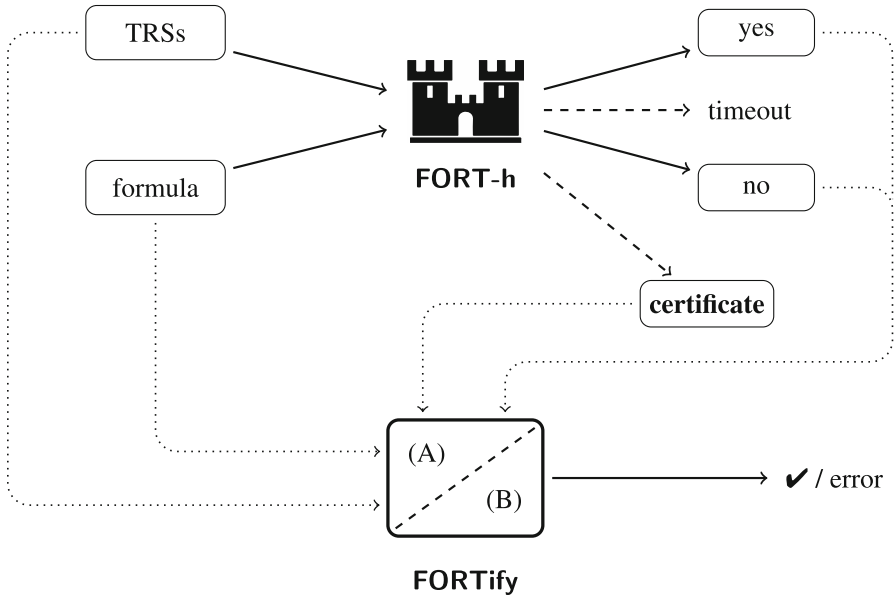 TRSs
yes
timeout
formula
FORT-h
no
certificate
(A)
(B)
✔ / error
FORTify